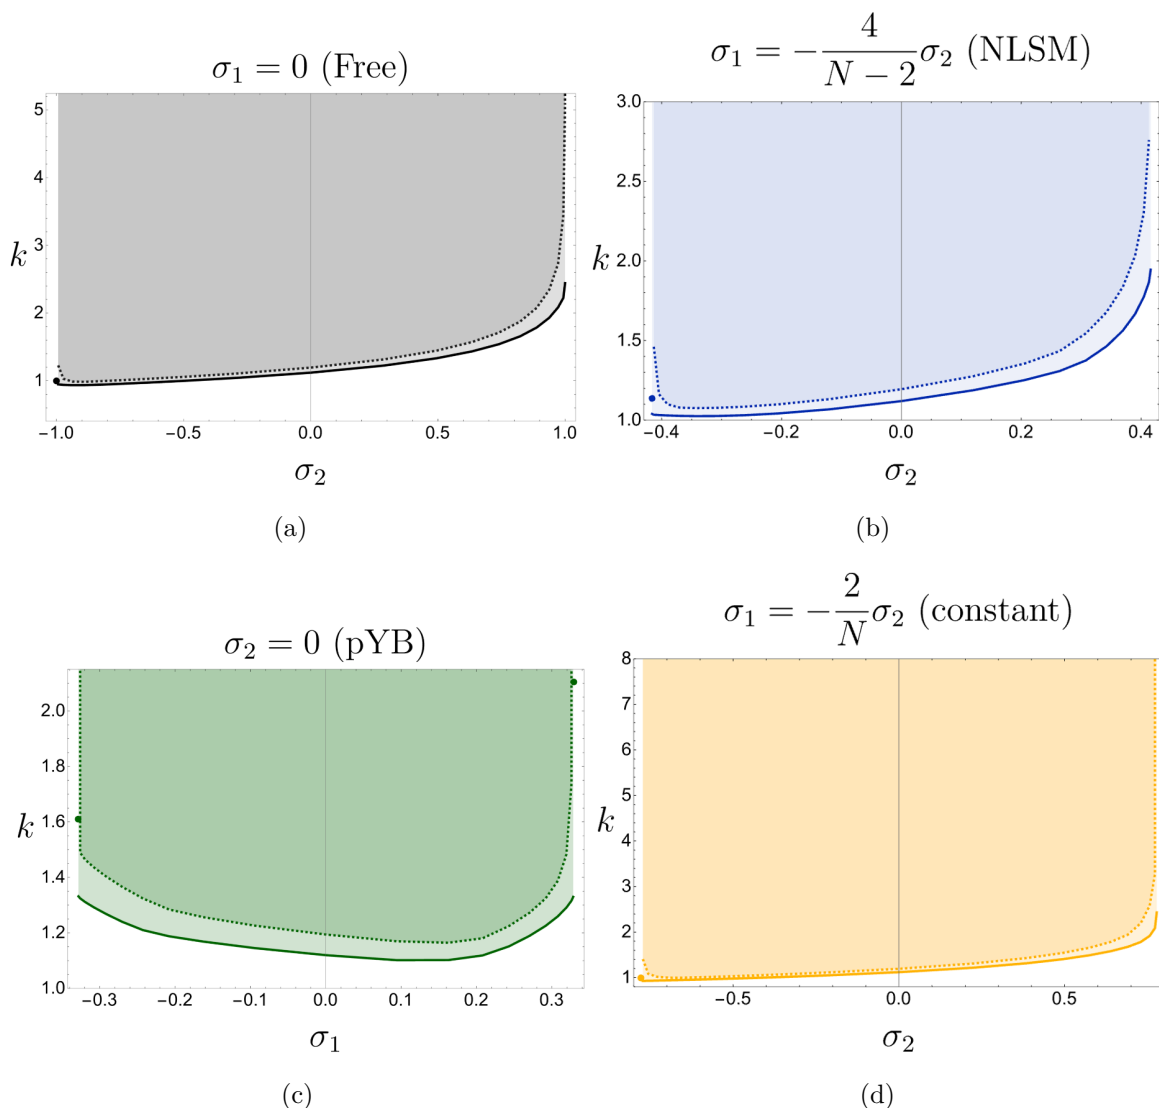 σ₁ = 0 (Free)
5
4
k 3
2
1
−1.0 −0.5 0.0 0.5 1.0
σ₂
(a)
σ₁ = −4/(N − 2) σ₂ (NLSM)
3.0
2.5
k 2.0
1.5
1.0
−0.4 −0.2 0.0 0.2 0.4
σ₂
(b)
σ₂ = 0 (pYB)
2.0
1.8
k 1.6
1.4
1.2
1.0
−0.3 −0.2 −0.1 0.0 0.1 0.2 0.3
σ₁
(c)
σ₁ = −2/N σ₂ (constant)
8
7
6
5
k
4
3
2
1
−0.5 0.0 0.5
σ₂
(d)